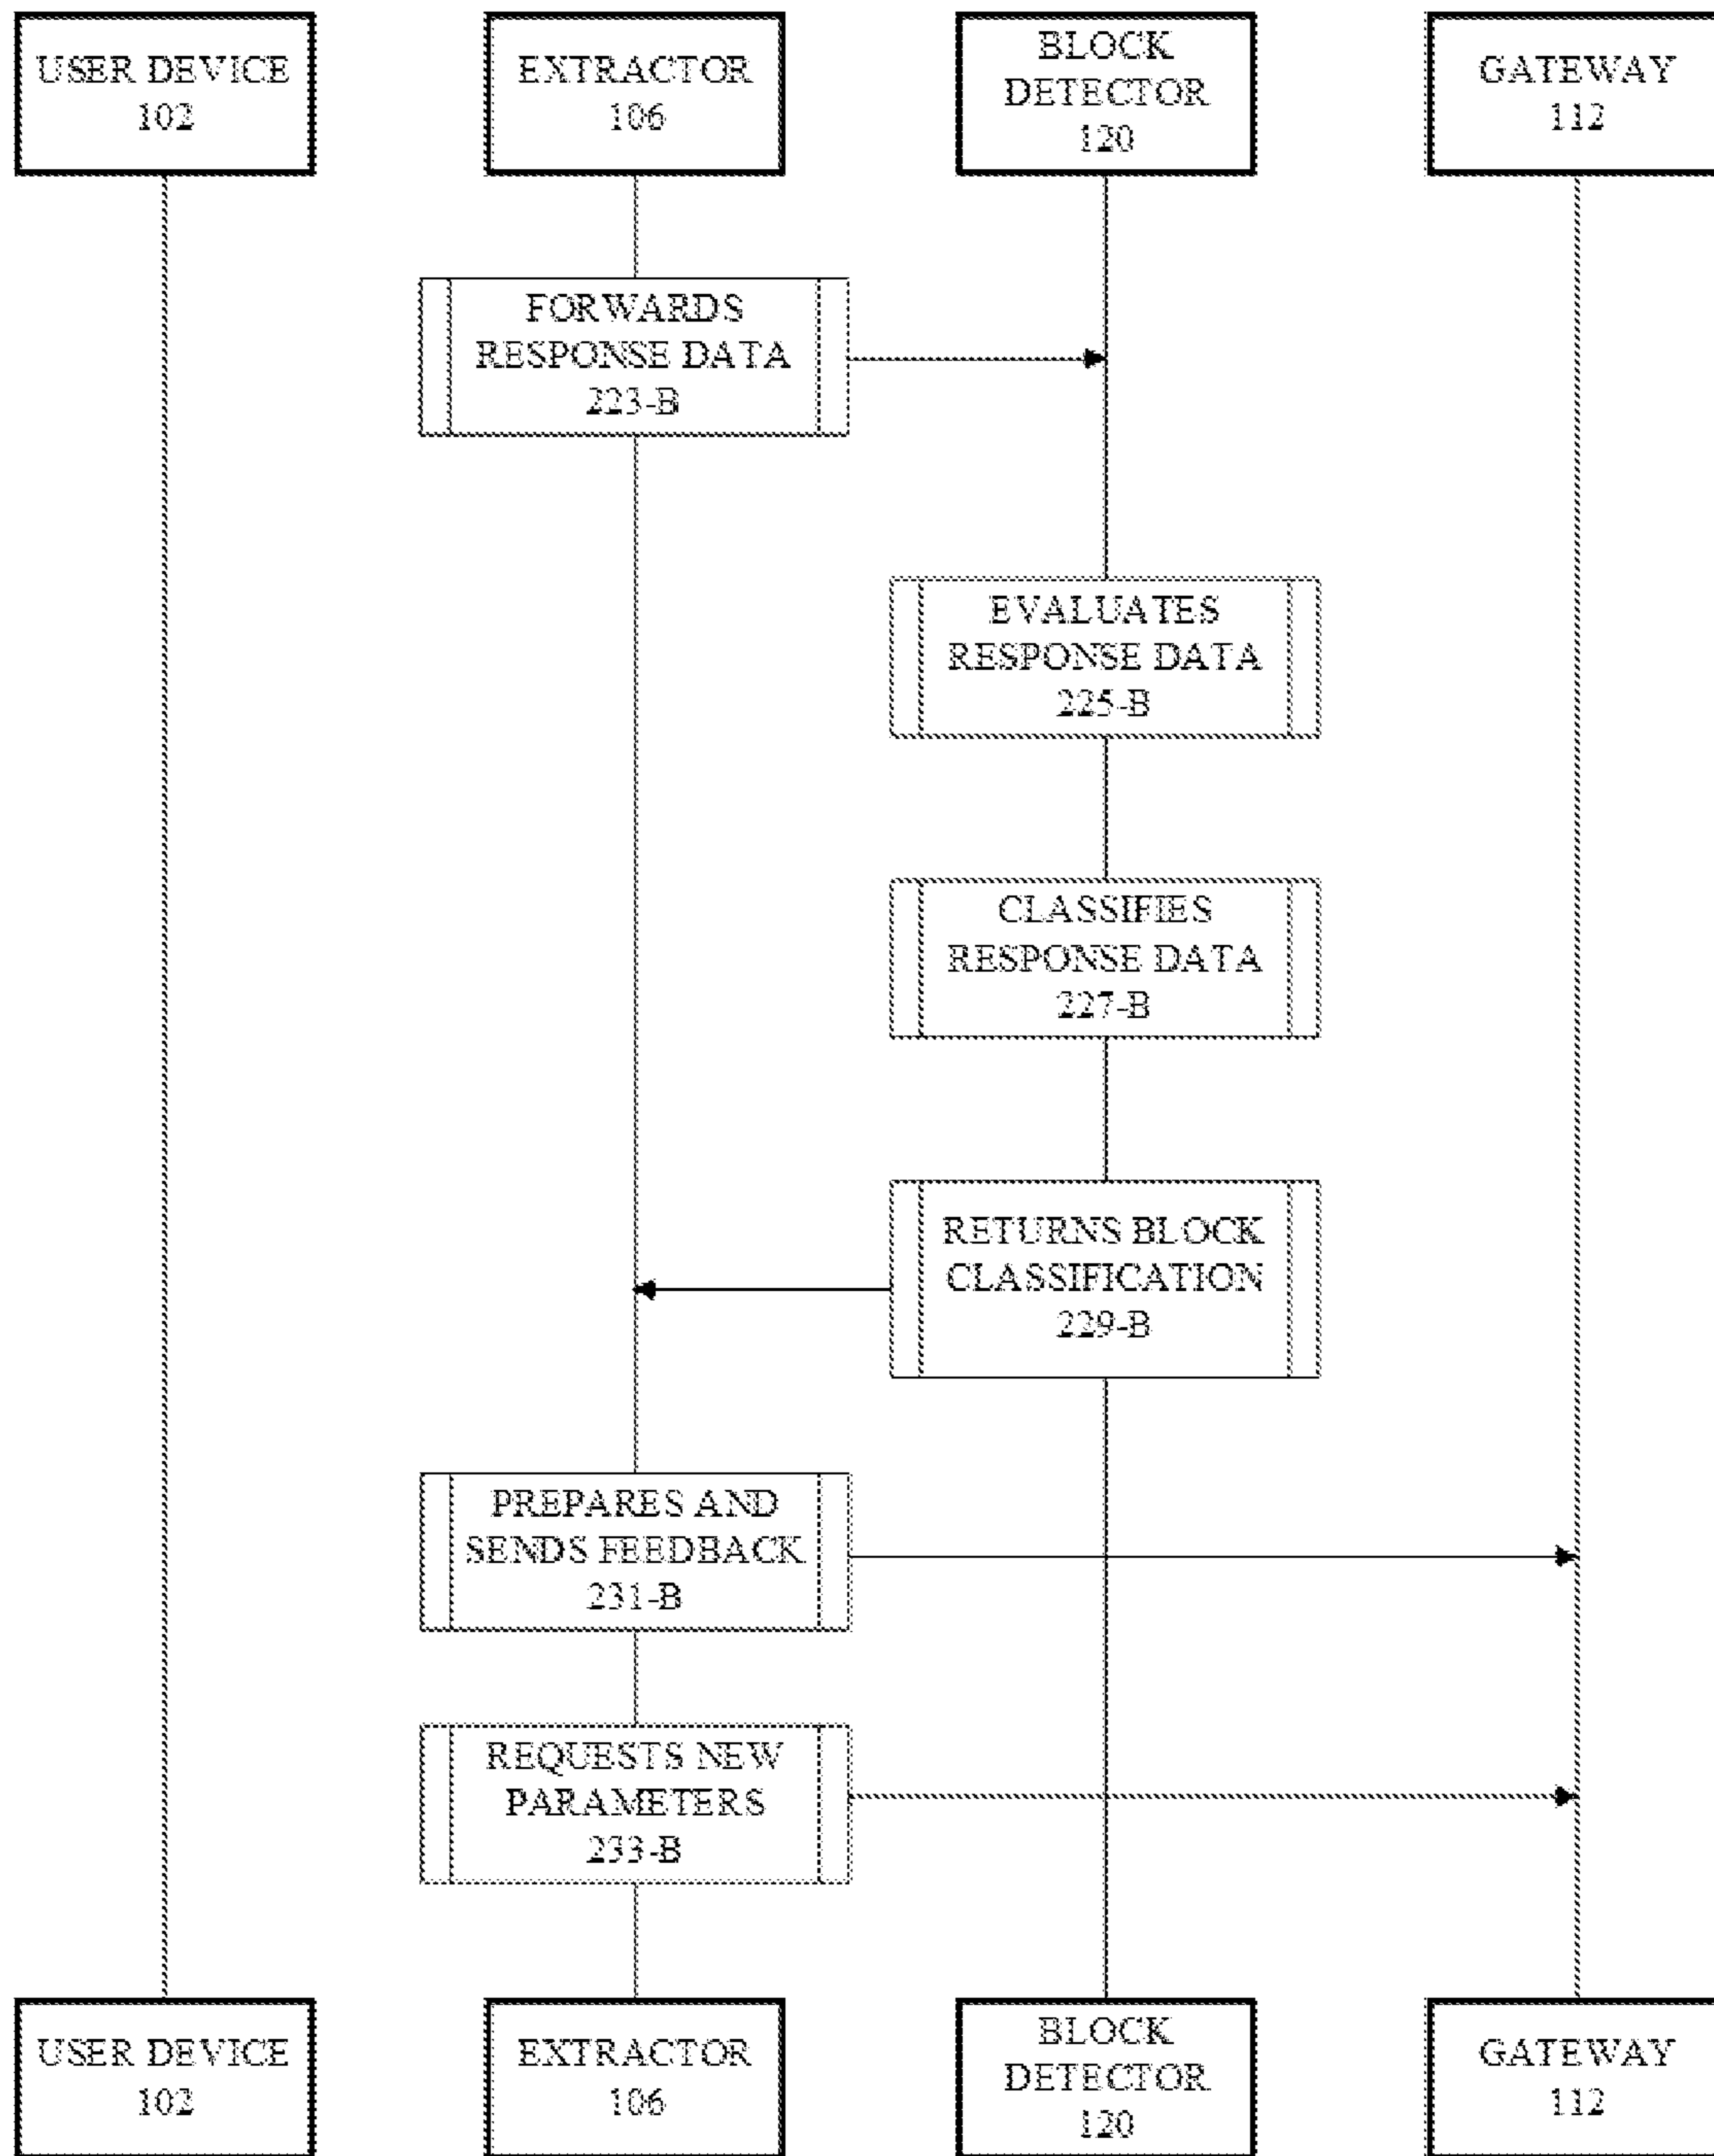 USER DEVICE
102
EXTRACTOR
106
BLOCK
DETECTOR
120
GATEWAY
112
FORWARDS
RESPONSE DATA
223-B
EVALUATES
RESPONSE DATA
225-B
CLASSIFIES
RESPONSE DATA
227-B
RETURNS BLOCK
CLASSIFICATION
229-B
PREPARES AND
SENDS FEEDBACK
231-B
REQUESTS NEW
PARAMETERS
233-B
USER DEVICE
102
EXTRACTOR
106
BLOCK
DETECTOR
120
GATEWAY
112